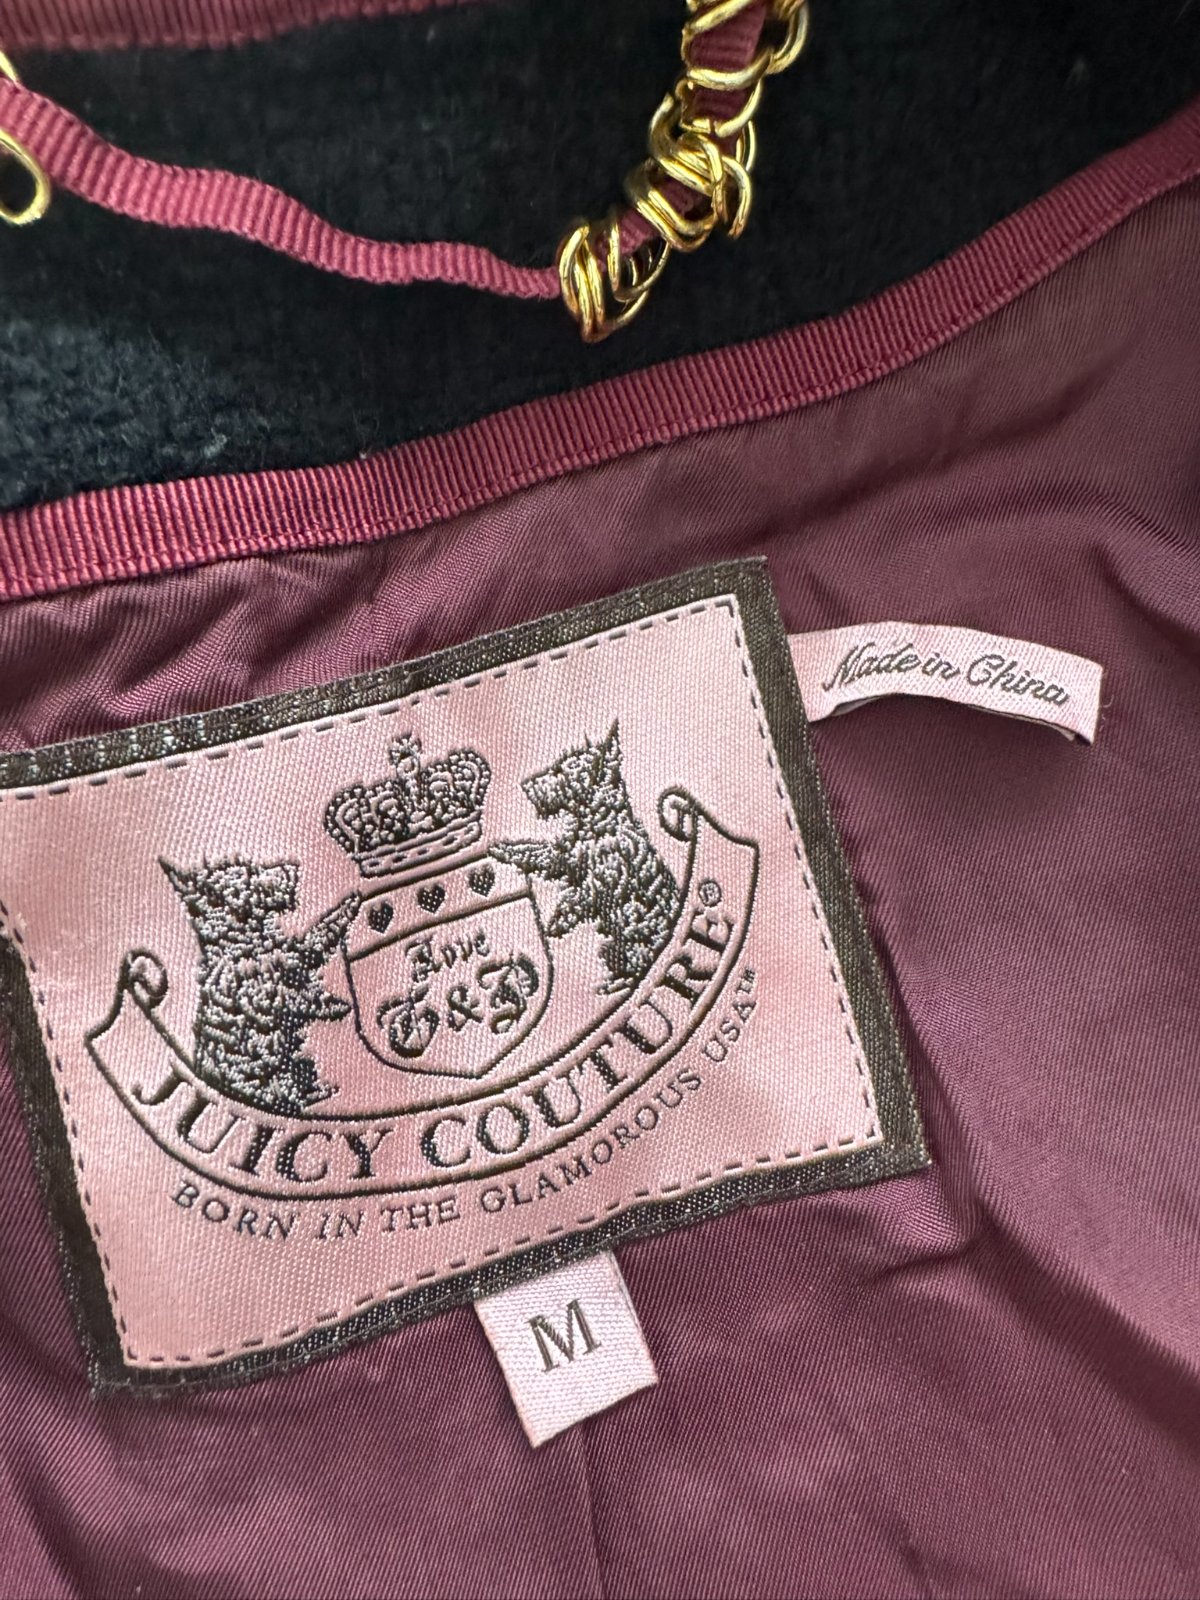 Made in China
Love
G & P
JUICY COUTURE®
BORN IN THE GLAMOROUS USA™
M